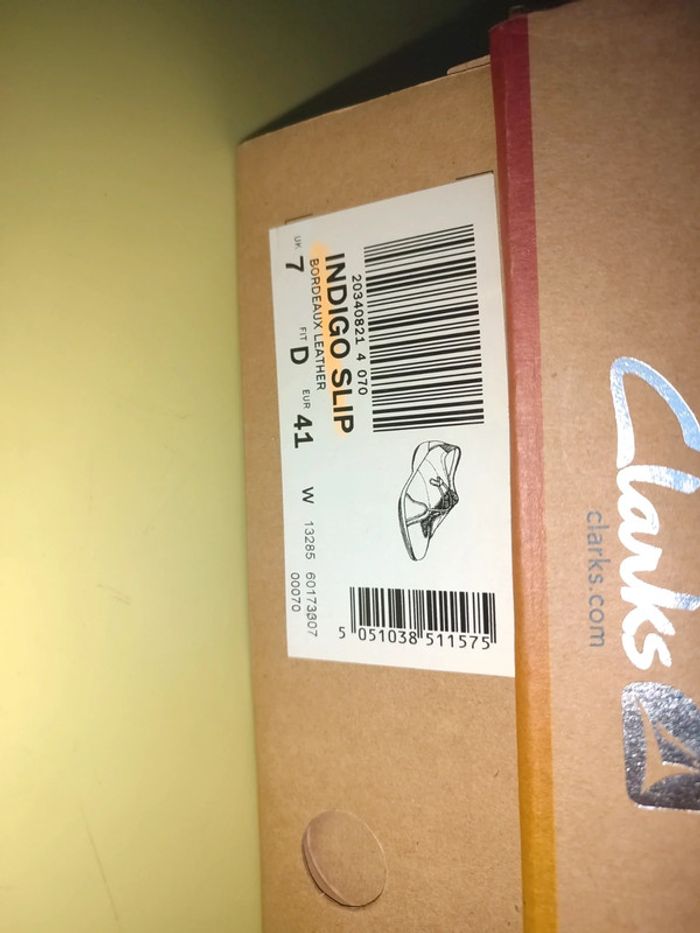 Clarks
clarks.com
20340821 4 070
INDIGO SLIP
BORDEAUX LEATHER
UK 7 FIT D EUR 41 W 13285 60173307
00070
5 051038 511575